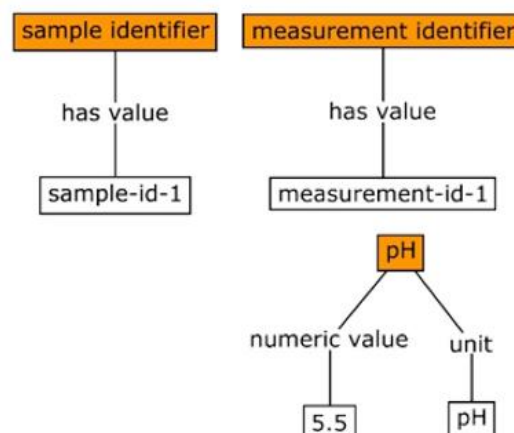 sample identifier
measurement identifier
has value
has value
sample-id-1
measurement-id-1
pH
numeric value
unit
5.5
pH